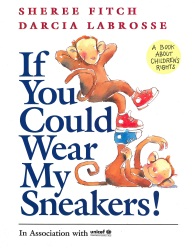 SHEREE FITCH
DARCIA LABROSSE
A BOOK
ABOUT
CHILDREN'S
RIGHTS
If
You
Could
Wear
My
Sneakers!
In Association with unicef